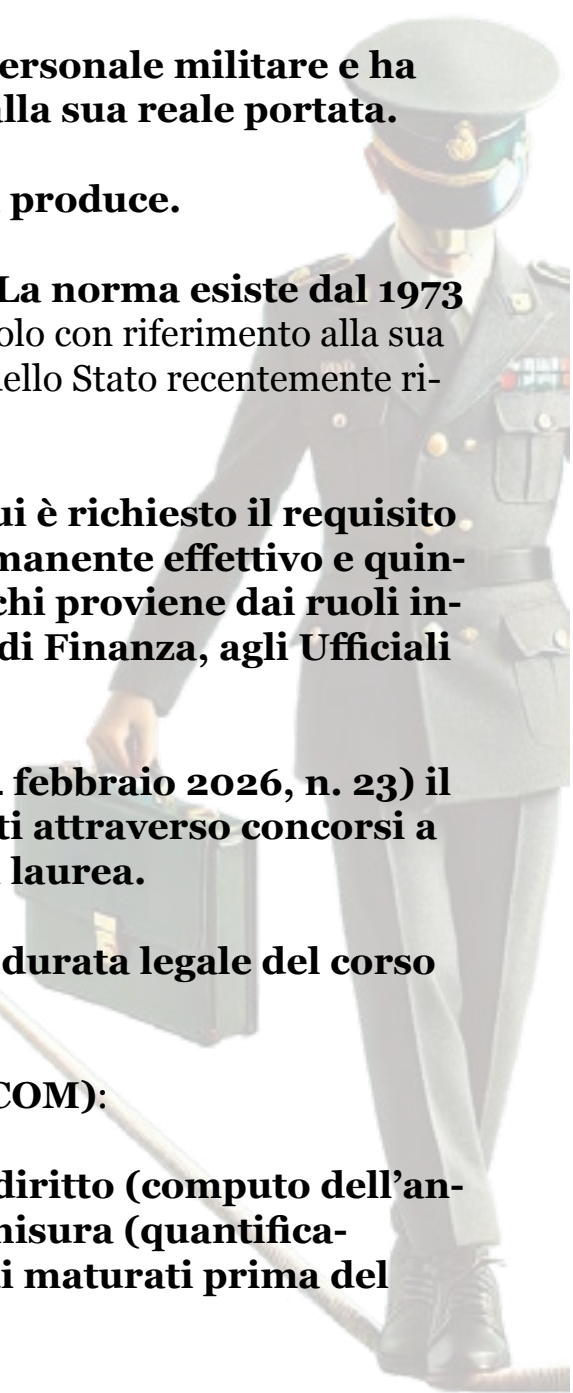 ersonale militare e ha
alla sua reale portata.
produce.
La norma esiste dal 1973
olo con riferimento alla sua
ello Stato recentemente ri-
ui è richiesto il requisito
manente effettivo e quin-
chi proviene dai ruoli in-
di Finanza, agli Ufficiali
febbraio 2026, n. 23) il
ti attraverso concorsi a
laurea.
durata legale del corso
COM):
diritto (computo dell'an-
misura (quantifica-
i maturati prima del